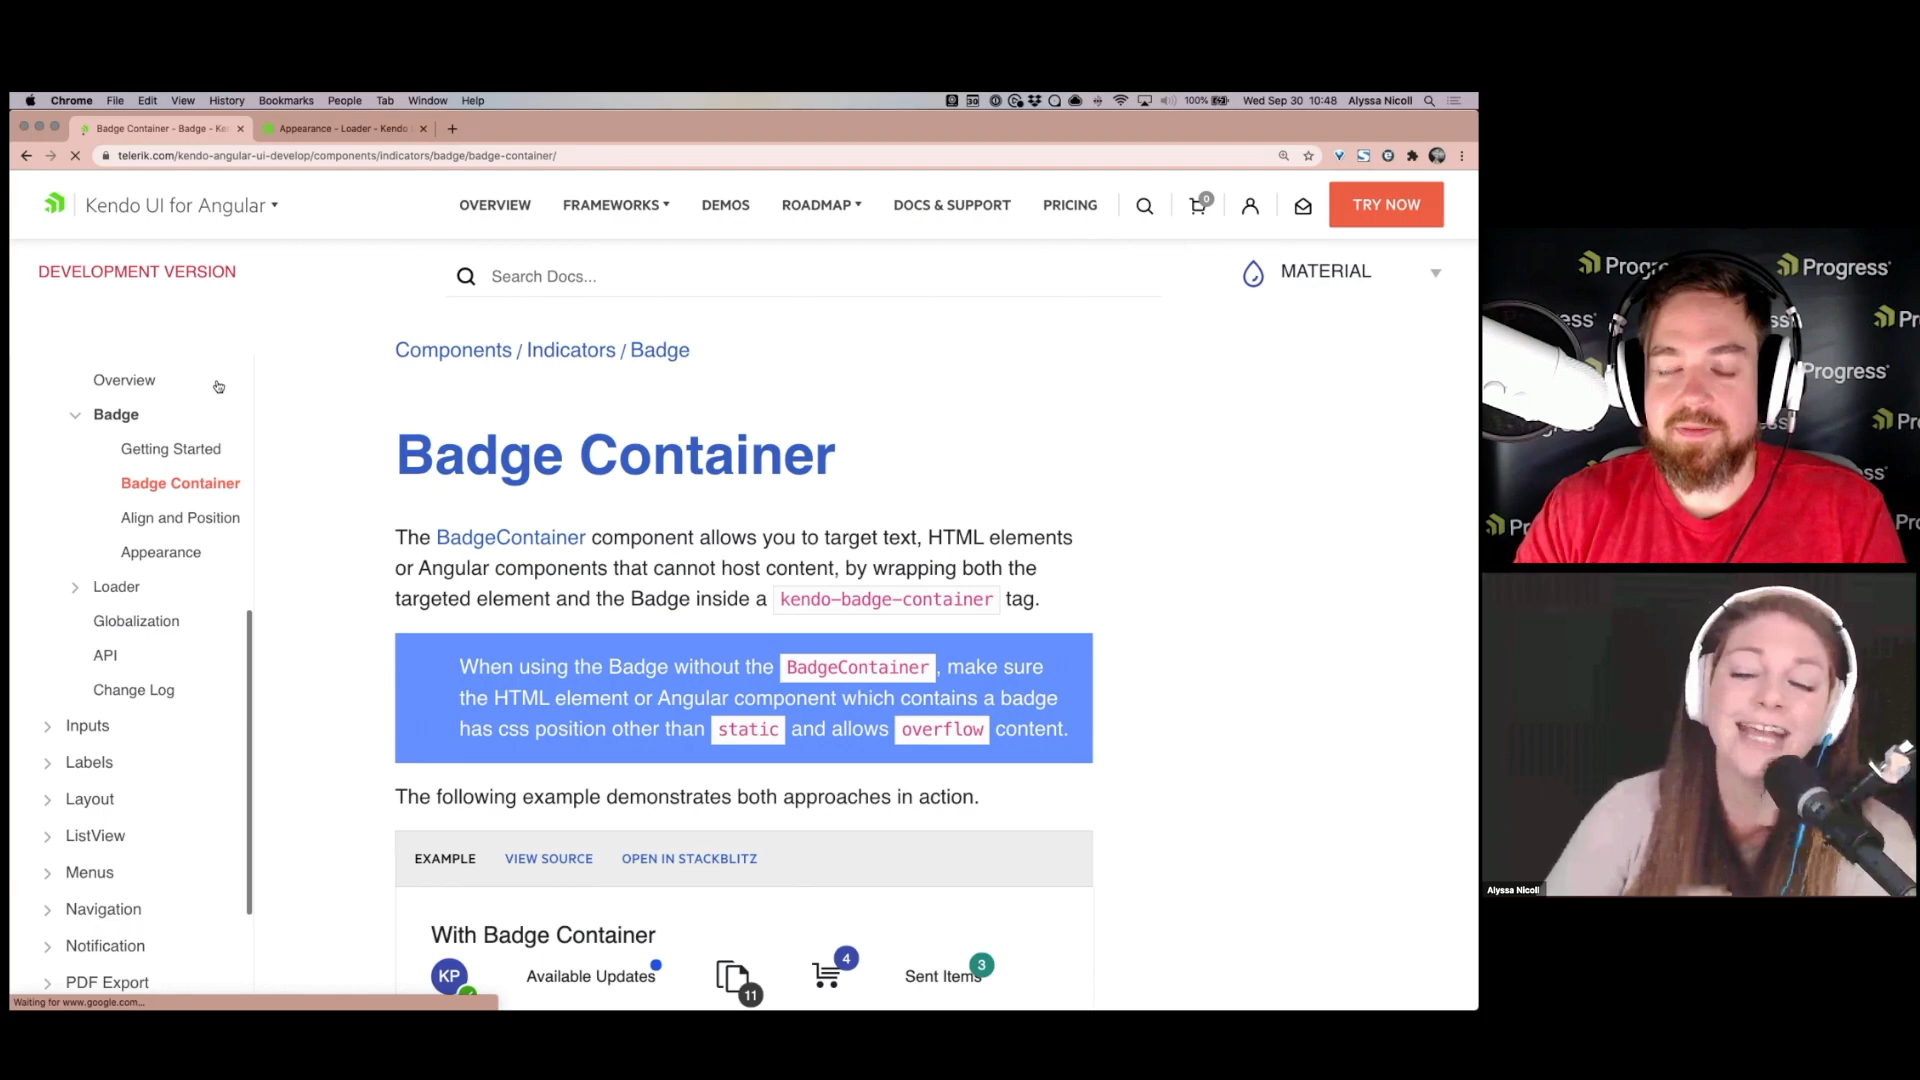 Chrome File Edit View History Bookmarks People Tab Window Help
100% Wed Sep 30 10:48 Alyssa Nicoll
Badge Container - Badge - Ke
Appearance - Loader - Kendo
telerik.com/kendo-angular-ui-develop/components/indicators/badge/badge-container/
Kendo UI for Angular
OVERVIEW FRAMEWORKS DEMOS ROADMAP DOCS & SUPPORT PRICING 0 TRY NOW
DEVELOPMENT VERSION
Search Docs...
MATERIAL
Overview
Badge
Getting Started
Badge Container
Align and Position
Appearance
Loader
Globalization
API
Change Log
Inputs
Labels
Layout
ListView
Menus
Navigation
Notification
PDF Export
Waiting for www.google.com...
Components / Indicators / Badge
Badge Container
The BadgeContainer component allows you to target text, HTML elements
or Angular components that cannot host content, by wrapping both the
targeted element and the Badge inside a kendo-badge-container tag.
When using the Badge without the BadgeContainer, make sure
the HTML element or Angular component which contains a badge
has css position other than static and allows overflow content.
The following example demonstrates both approaches in action.
EXAMPLE VIEW SOURCE OPEN IN STACKBLITZ
With Badge Container
KP Available Updates 11 4 Sent Items 3
Progress
Progress
Progress
Alyssa Nicoll